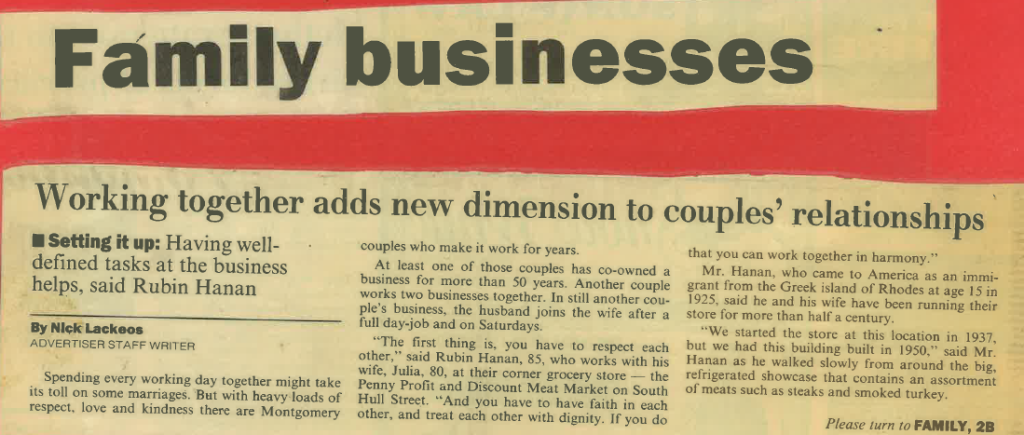 Family businesses
Working together adds new dimension to couples' relationships
■ Setting it up: Having well-
defined tasks at the business
helps, said Rubin Hanan
By Nick Lackeos
ADVERTISER STAFF WRITER
Spending every working day together might take
its toll on some marriages. But with heavy loads of
respect, love and kindness there are Montgomery
couples who make it work for years.
At least one of those couples has co-owned a
business for more than 50 years. Another couple
works two businesses together. In still another cou-
ple's business, the husband joins the wife after a
full day-job and on Saturdays.
"The first thing is, you have to respect each
other," said Rubin Hanan, 85, who works with his
wife, Julia, 80, at their corner grocery store — the
Penny Profit and Discount Meat Market on South
Hull Street. "And you have to have faith in each
other, and treat each other with dignity. If you do
that you can work together in harmony."
Mr. Hanan, who came to America as an immi-
grant from the Greek island of Rhodes at age 15 in
1925, said he and his wife have been running their
store for more than half a century.
"We started the store at this location in 1937,
but we had this building built in 1950," said Mr.
Hanan as he walked slowly from around the big,
refrigerated showcase that contains an assortment
of meats such as steaks and smoked turkey.
Please turn to FAMILY, 2B